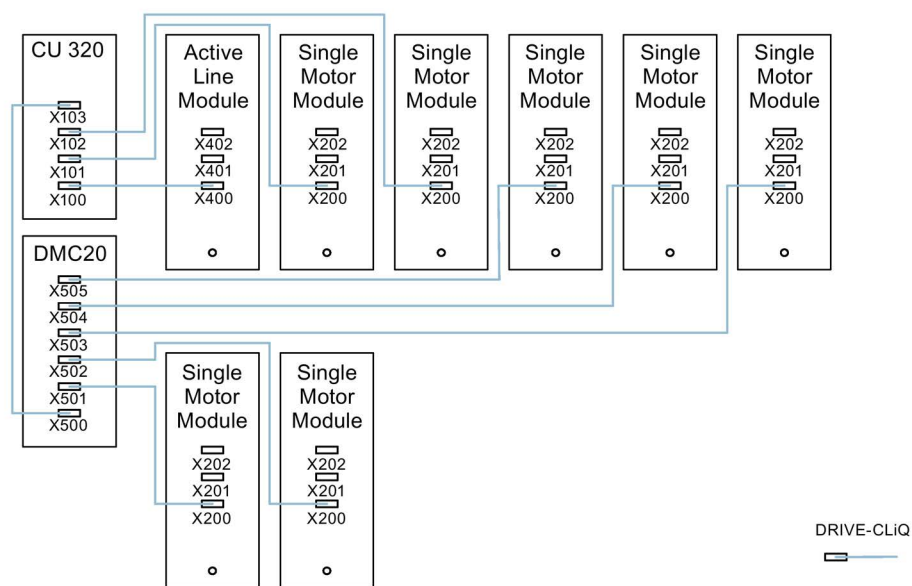 CU 320
X103
X102
X101
X100
Active
Line
Module
X402
X401
X400
Single
Motor
Module
X202
X201
X200
Single
Motor
Module
X202
X201
X200
Single
Motor
Module
X202
X201
X200
Single
Motor
Module
X202
X201
X200
Single
Motor
Module
X202
X201
X200
DMC20
X505
X504
X503
X502
X501
X500
Single
Motor
Module
X202
X201
X200
Single
Motor
Module
X202
X201
X200
DRIVE-CLiQ